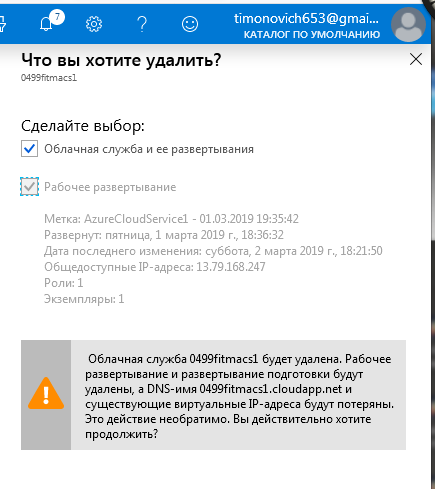 7
timonovich653@gmai...
КАТАЛОГ ПО УМОЛЧАНИЮ
Что вы хотите удалить?
0499fitmacs1
Сделайте выбор:
Облачная служба и ее развертывания
Рабочее развертывание
Метка: AzureCloudService1 - 01.03.2019 19:35:42
Развернут: пятница, 1 марта 2019 г., 18:36:32
Дата последнего изменения: суббота, 2 марта 2019 г., 18:21:50
Общедоступные IP-адреса: 13.79.168.247
Роли: 1
Экземпляры: 1
Облачная служба 0499fitmacs1 будет удалена. Рабочее
развертывание и развертывание подготовки будут
удалены, а DNS-имя 0499fitmacs1.cloudapp.net и
существующие виртуальные IP-адреса будут потеряны.
Это действие необратимо. Вы действительно хотите
продолжить?